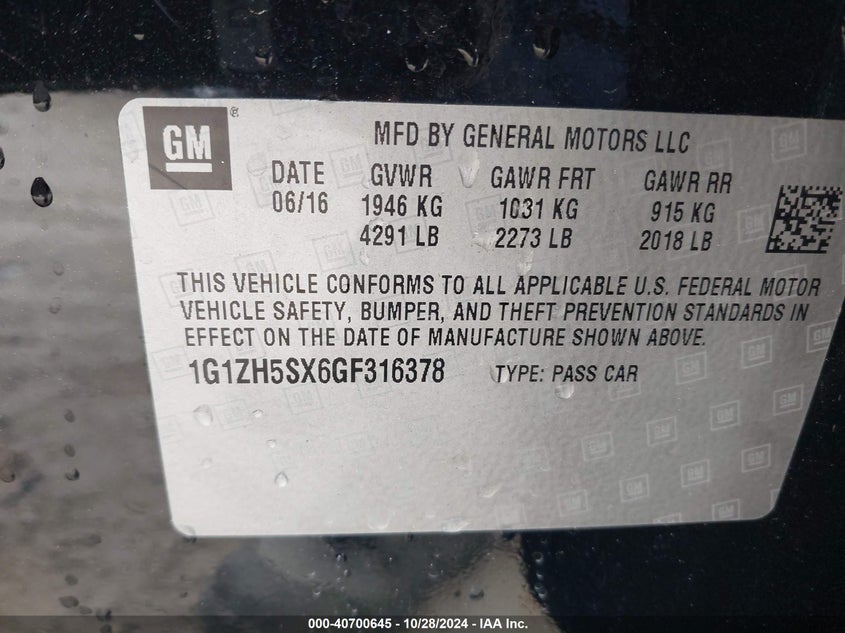 GM ®
MFD BY GENERAL MOTORS LLC
DATE GVWR GAWR FRT GAWR RR
06/16 1946 KG 1031 KG 915 KG
4291 LB 2273 LB 2018 LB
THIS VEHICLE CONFORMS TO ALL APPLICABLE U.S. FEDERAL MOTOR
VEHICLE SAFETY, BUMPER, AND THEFT PREVENTION STANDARDS IN
EFFECT ON THE DATE OF MANUFACTURE SHOWN ABOVE.
1G1ZH5SX6GF316378 TYPE: PASS CAR
000-40700645 - 10/28/2024 - IAA Inc.